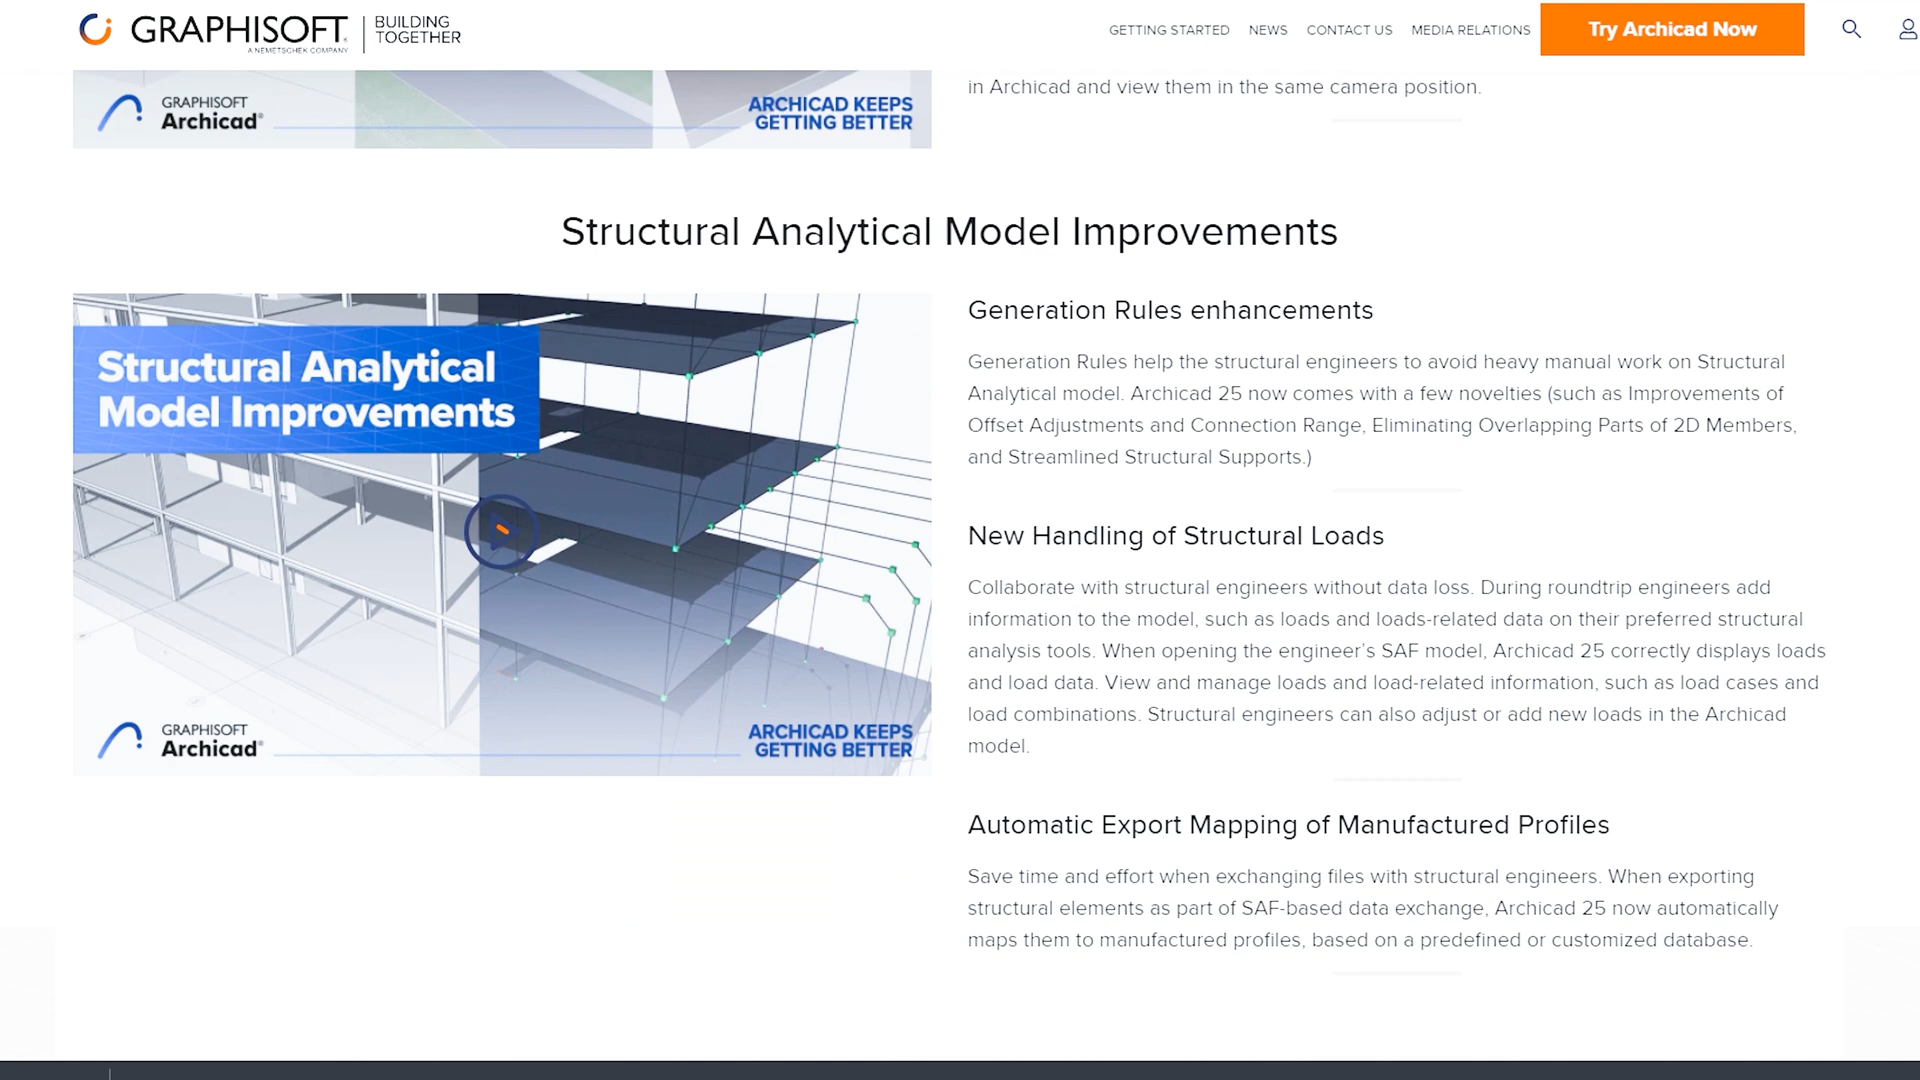 GRAPHISOFT
A NEMETSCHEK COMPANY
BUILDING
TOGETHER
GETTING STARTED
NEWS
CONTACT US
MEDIA RELATIONS
Try Archicad Now
GRAPHISOFT
Archicad®
ARCHICAD KEEPS
GETTING BETTER
in Archicad and view them in the same camera position.
Structural Analytical Model Improvements
Structural Analytical
Model Improvements
GRAPHISOFT
Archicad®
ARCHICAD KEEPS
GETTING BETTER
Generation Rules enhancements
Generation Rules help the structural engineers to avoid heavy manual work on Structural
Analytical model. Archicad 25 now comes with a few novelties (such as Improvements of
Offset Adjustments and Connection Range, Eliminating Overlapping Parts of 2D Members,
and Streamlined Structural Supports.)
New Handling of Structural Loads
Collaborate with structural engineers without data loss. During roundtrip engineers add
information to the model, such as loads and loads-related data on their preferred structural
analysis tools. When opening the engineer’s SAF model, Archicad 25 correctly displays loads
and load data. View and manage loads and load-related information, such as load cases and
load combinations. Structural engineers can also adjust or add new loads in the Archicad
model.
Automatic Export Mapping of Manufactured Profiles
Save time and effort when exchanging files with structural engineers. When exporting
structural elements as part of SAF-based data exchange, Archicad 25 now automatically
maps them to manufactured profiles, based on a predefined or customized database.